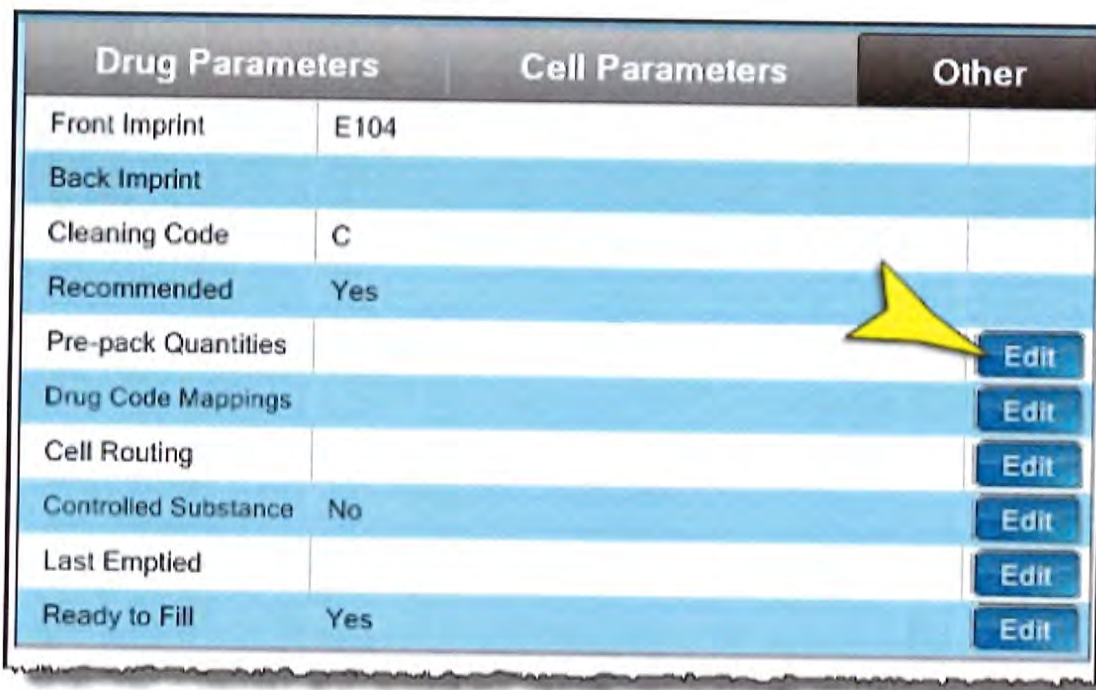 Drug Parameters Cell Parameters Other
Front Imprint E104
Back Imprint
Cleaning Code C
Recommended Yes
Pre-pack Quantities Edit
Drug Code Mappings Edit
Cell Routing Edit
Controlled Substance No Edit
Last Emptied Edit
Ready to Fill Yes Edit